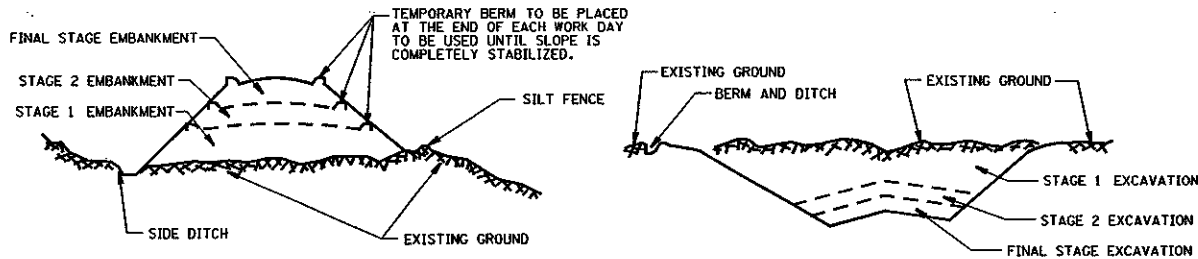 TEMPORARY BERM TO BE PLACED
AT THE END OF EACH WORK DAY
TO BE USED UNTIL SLOPE IS
COMPLETELY STABILIZED.
FINAL STAGE EMBANKMENT
STAGE 2 EMBANKMENT
STAGE 1 EMBANKMENT
SILT FENCE
SIDE DITCH
EXISTING GROUND
EXISTING GROUND
BERM AND DITCH
EXISTING GROUND
STAGE 1 EXCAVATION
STAGE 2 EXCAVATION
FINAL STAGE EXCAVATION